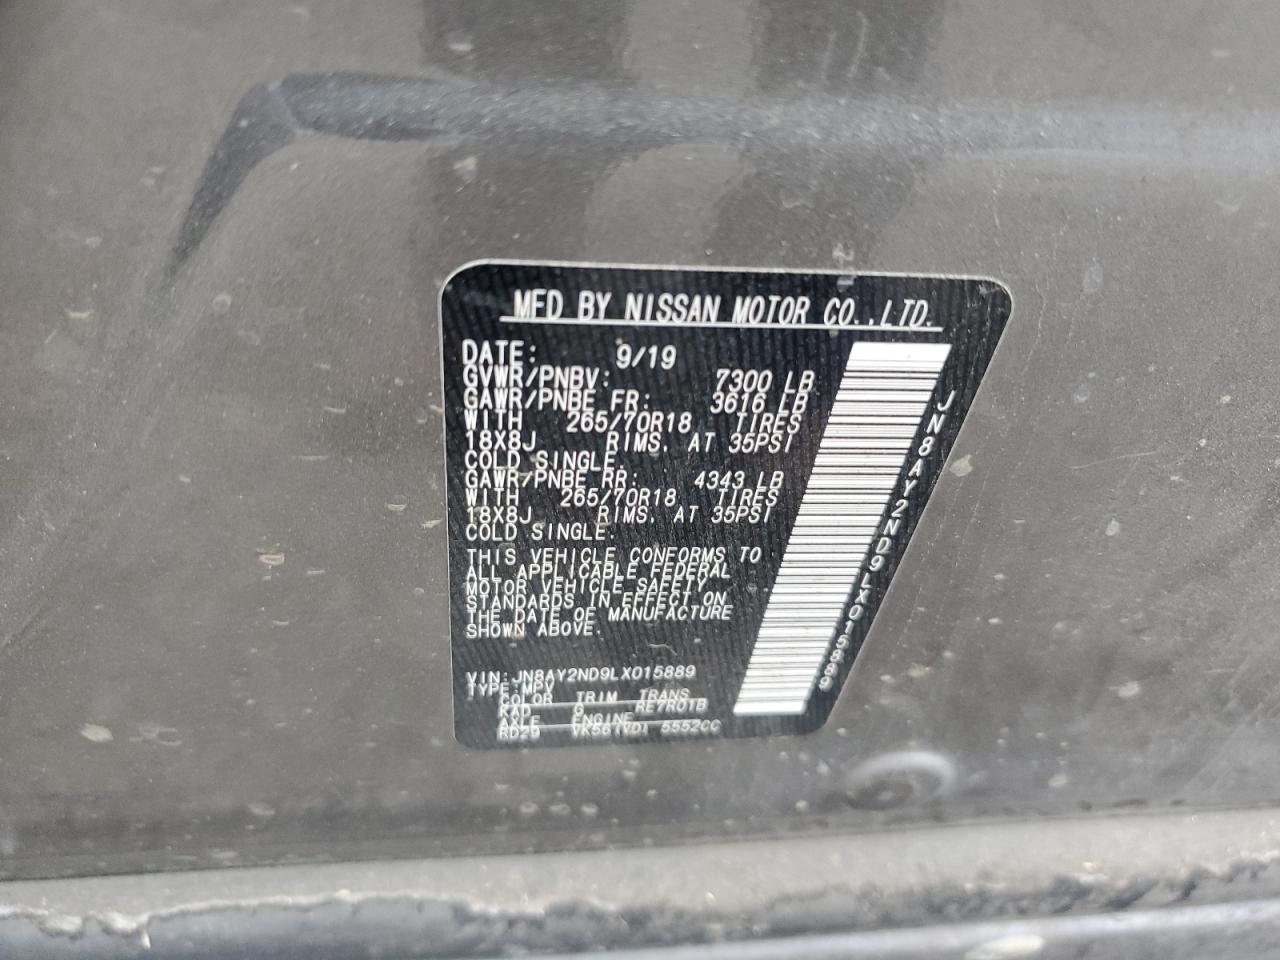 MFD BY NISSAN MOTOR CO.,LTD.
DATE: 9/19
GVWR/PNBV: 7300 LB
GAWR/PNBE FR: 3616 LB
WITH 265/70R18 TIRES
18X8J RIMS, AT 35PSI
COLD SINGLE.
GAWR/PNBE RR: 4343 LB
WITH 265/70R18 TIRES
18X8J RIMS, AT 35PSI
COLD SINGLE.
THIS VEHICLE CONFORMS TO
ALL APPLICABLE FEDERAL
MOTOR VEHICLE SAFETY
STANDARDS IN EFFECT ON
THE DATE OF MANUFACTURE
SHOWN ABOVE.
VIN:JN8AY2ND9LX015889
TYPE:MPV
COLOR TRIM TRANS
KAD G RE7R01B
AXLE ENGINE
RD29 VK56(VD) 5552CC
JN8AY2ND9LX015889